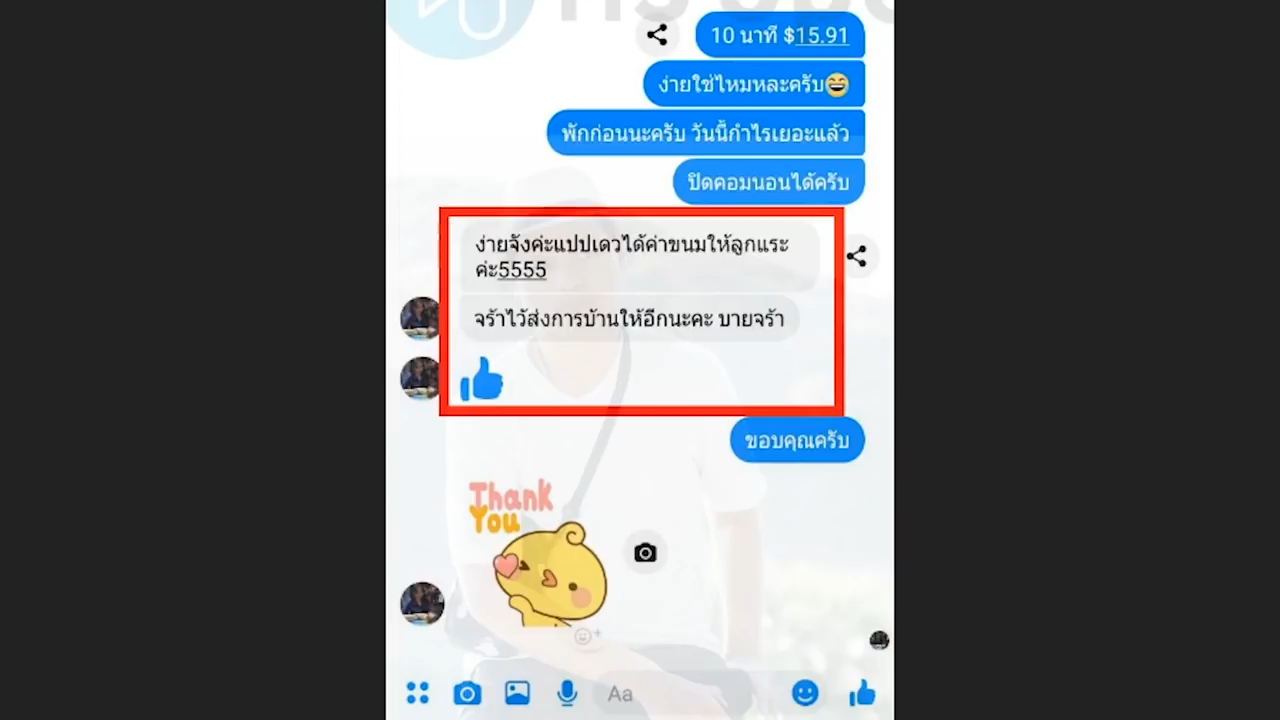 10 นาที $15.91
ง่ายใช่ไหมหละครับ😄
พักก่อนนะครับ วันนี้กำไรเยอะแล้ว
ปิดคอมนอนได้ครับ
ง่ายจังค่ะแปปเดวได้ค่าขนมให้ลูกแระ
ค่ะ5555
จร้าไว้ส่งการบ้านให้อีกนะคะ บายจร้า
ขอบคุณครับ
Thank
You
Aa